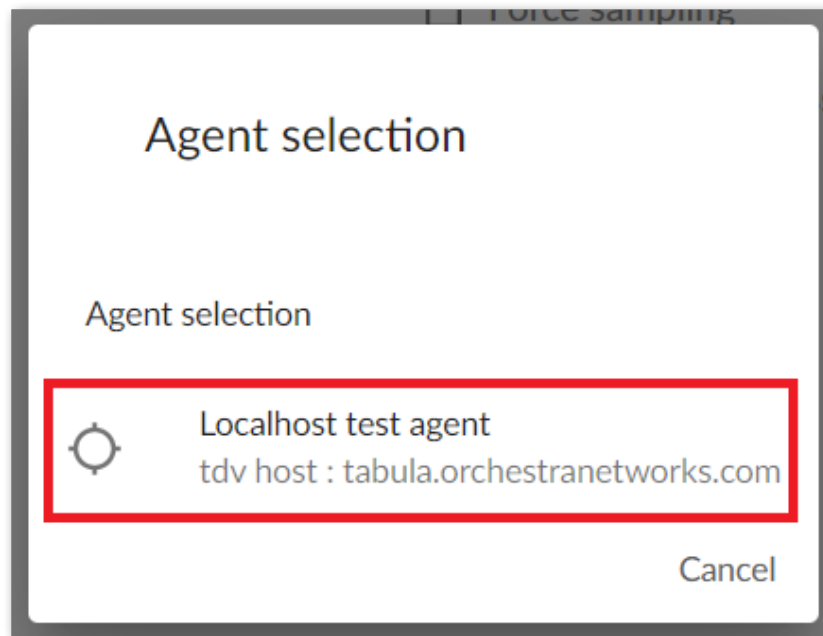 Force sampling
Agent selection
Agent selection
Localhost test agent
tdv host : tabula.orchestranetworks.com
Cancel